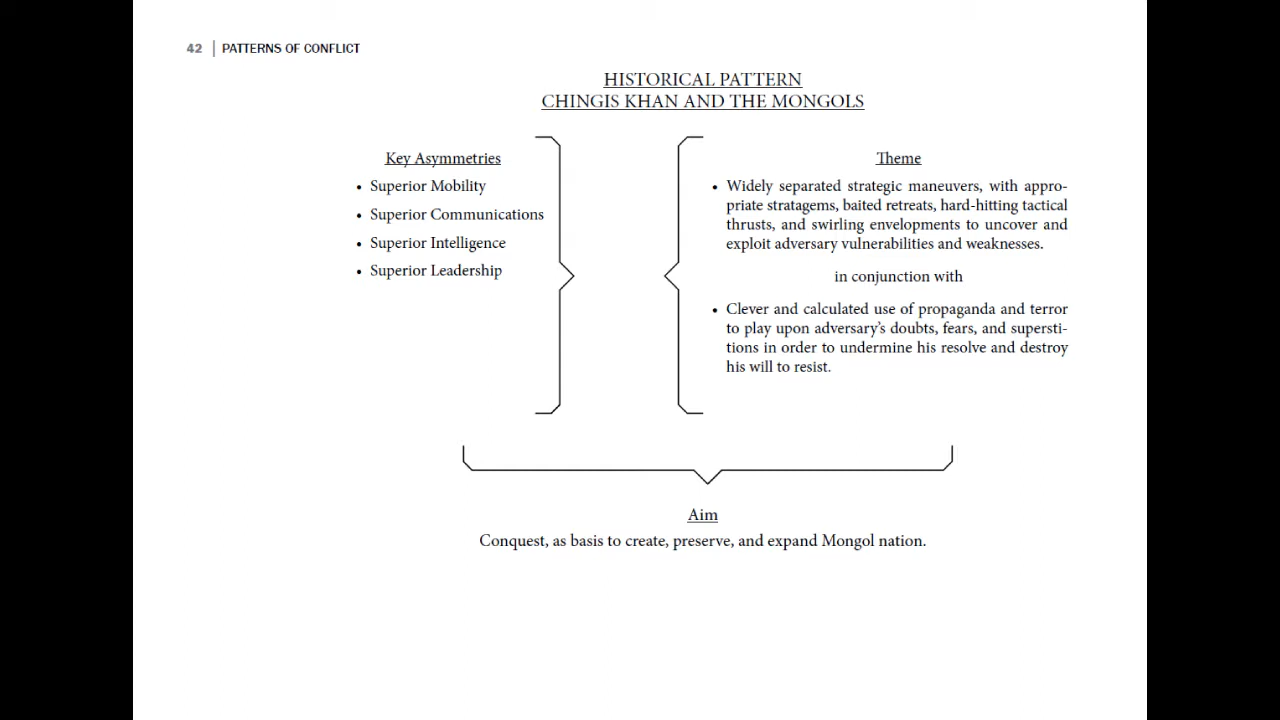 42 | PATTERNS OF CONFLICT
HISTORICAL PATTERN
CHINGIS KHAN AND THE MONGOLS
Key Asymmetries
• Superior Mobility
• Superior Communications
• Superior Intelligence
• Superior Leadership
Theme
• Widely separated strategic maneuvers, with appro-
priate stratagems, baited retreats, hard-hitting tactical
thrusts, and swirling envelopments to uncover and
exploit adversary vulnerabilities and weaknesses.
in conjunction with
• Clever and calculated use of propaganda and terror
to play upon adversary's doubts, fears, and supersti-
tions in order to undermine his resolve and destroy
his will to resist.
Aim
Conquest, as basis to create, preserve, and expand Mongol nation.